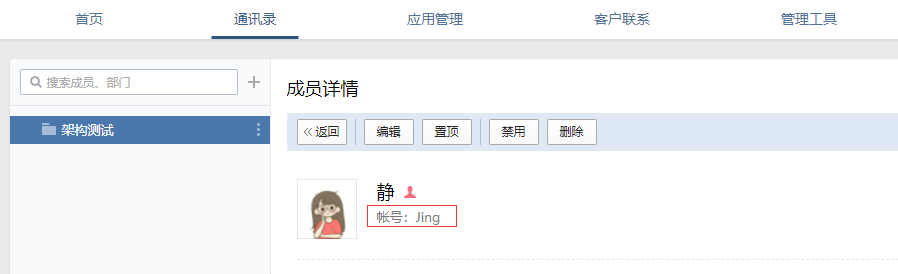 首页 通讯录 应用管理 客户联系 管理工具
搜索成员、部门
架构测试
成员详情
返回 编辑 置顶 禁用 删除
静
帐号：Jing